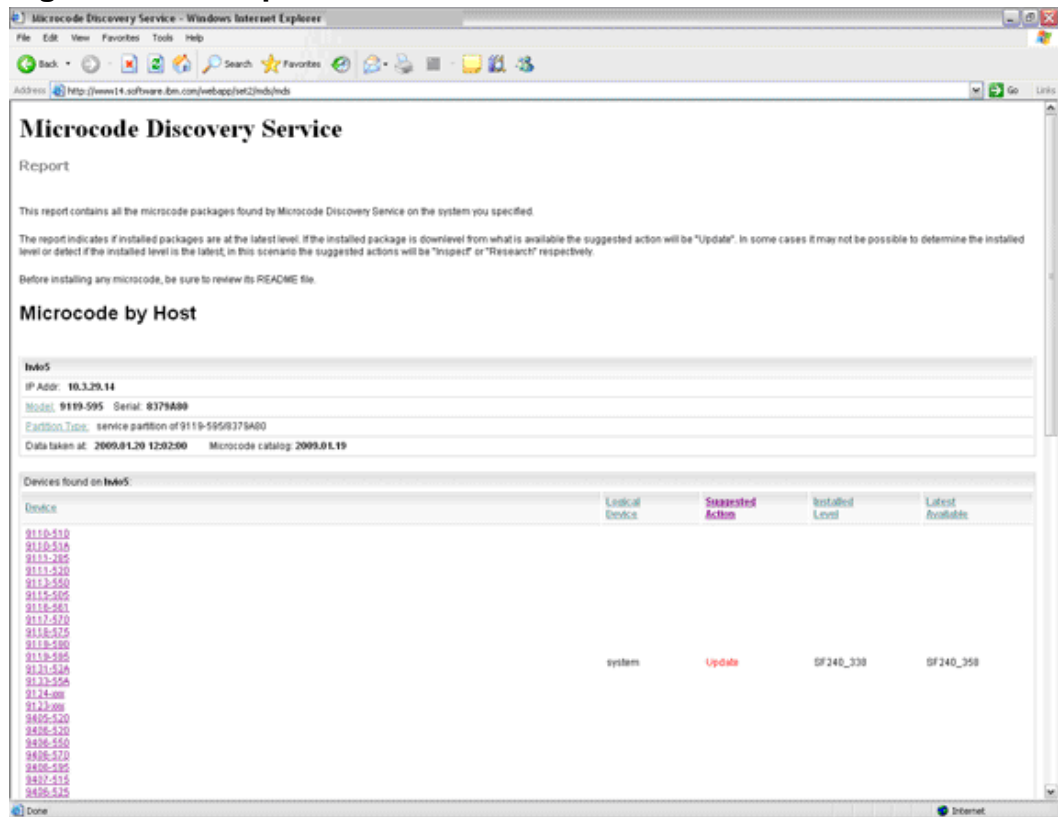 Microcode Discovery Service - Windows Internet Explorer
File Edit View Favorites Tools Help
Back Search Favorites
Address http://www14.software.ibm.com/webapp/set2/mds/mds Go Links
Microcode Discovery Service
Report
This report contains all the microcode packages found by Microcode Discovery Service on the system you specified.
The report indicates if installed packages are at the latest level. If the installed package is downlevel from what is available the suggested action will be "Update". In some cases it may not be possible to determine the installed
level or detect if the installed level is the latest; in this scenario the suggested actions will be "Inspect" or "Research" respectively.
Before installing any microcode, be sure to review its README file.
Microcode by Host
hvio5
IP Addr: 10.3.29.14
Model: 9119-595 Serial: 8379A80
Partition Type: service partition of 9119-595/8379A80
Data taken at: 2009.01.20 12:02:00 Microcode catalog: 2009.01.19
Devices found on hvio5:
Device Logical Device Suggested Action Installed Level Latest Available
9110-510
9110-51A
9111-285
9111-520
9113-550
9115-505
9116-561
9117-570
9118-575
9119-590
9119-595
system Update SF240_338 SF240_358
9131-52A
9133-55A
9124-xxx
9123-xxx
9405-520
9406-520
9406-550
9406-570
9406-595
9407-515
9406-525
Done Internet